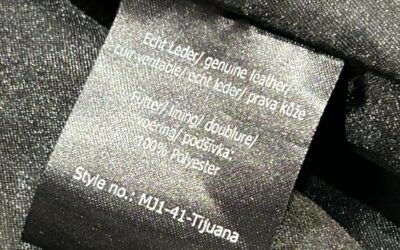 Echt Leder/ genuine leather/
cuir veritable/ echt leder/ prava kůže
Futter/ lining/ doublure/
voering/ podšívka:
100% Polyester
Style no.: MJ1-41-Tijuana